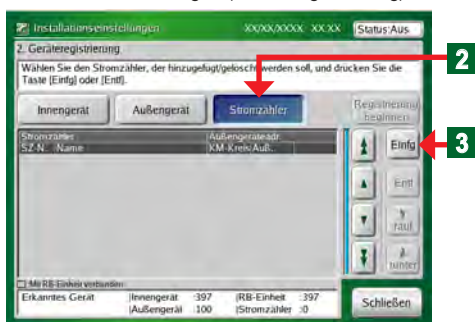 Installationseinstellungen XX/XX/XXXX XX:XX Status:Aus
2. Geräteregistrierung
Wählen Sie den Stromzähler, der hinzugefügt/gelöscht werden soll, und drücken Sie die
Taste [Einfg] oder [Entf].
2
Innengerät Außengerät Stromzähler Registrierung
beginnen
Stromzähler |Außengeräteadr.
SZ-N.. Name KM-Kreis|Auß..
Einfg 3
Entf
rauf
runter
Mit RB-Einheit verbunden
Erkanntes Gerät |Innengerät :397 |RB-Einheit :397
|Außengerät :100 |Stromzähler :0
Schließen